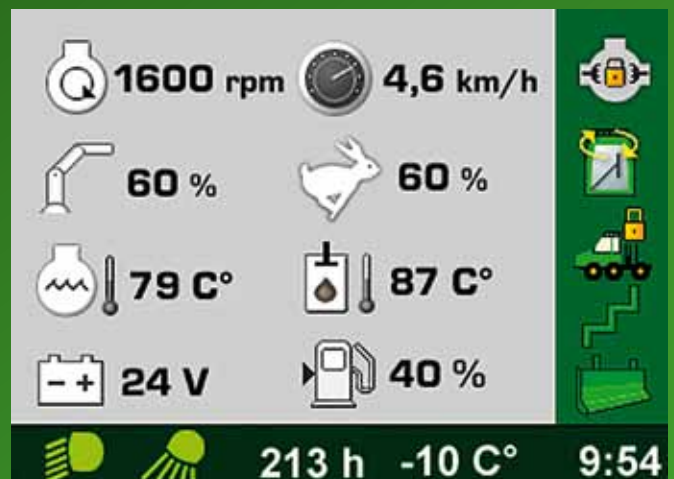 1600 rpm 4,6 km/h
60 % 60 %
79 C° 87 C°
24 V 40 %
213 h -10 C° 9:54